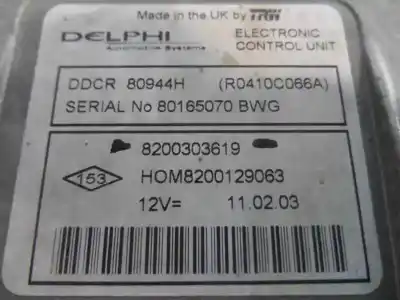 Made in the UK by TRW
DELPHI
Automotive Systems
ELECTRONIC
CONTROL UNIT
DDCR 80944H (R0410C066A)
SERIAL No 80165070 BWG
8200303619
153 HOM8200129063
12V= 11.02.03